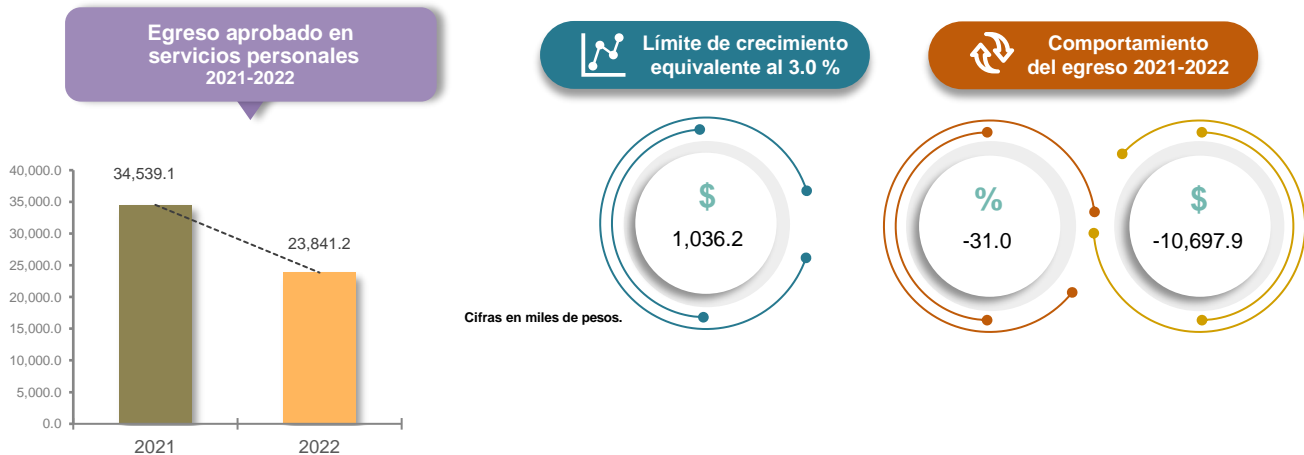 Egreso aprobado en
servicios personales
2021-2022
Límite de crecimiento
equivalente al 3.0 %
Comportamiento
del egreso 2021-2022
40,000.0
35,000.0
30,000.0
25,000.0
20,000.0
15,000.0
10,000.0
5,000.0
0.0
34,539.1
23,841.2
2021
2022
$
1,036.2
%
-31.0
$
-10,697.9
Cifras en miles de pesos.